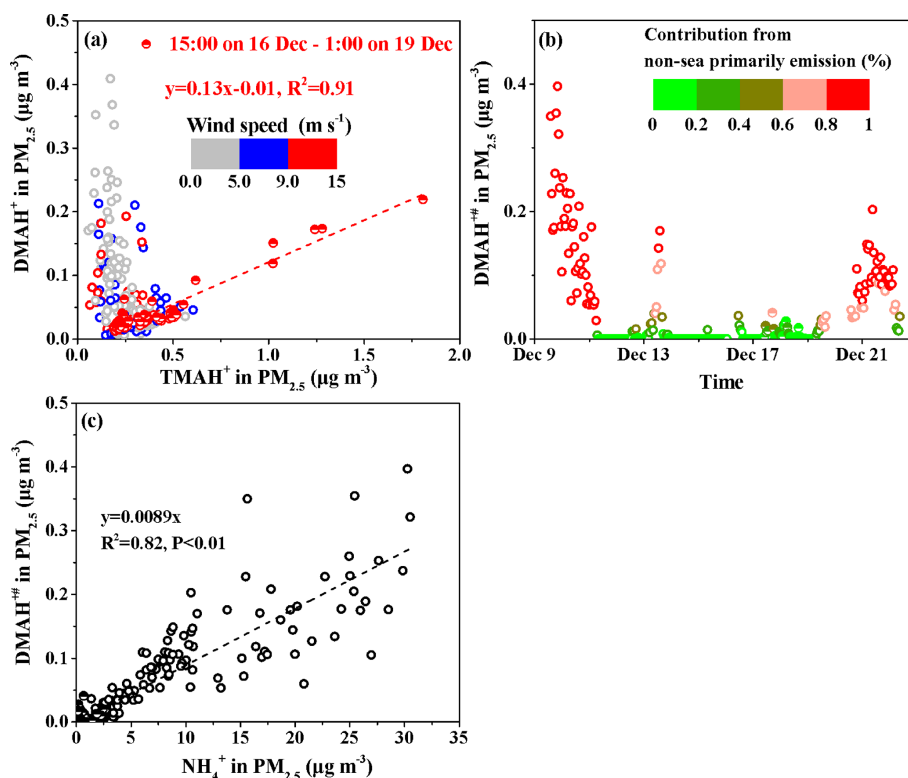 (a)
15:00 on 16 Dec - 1:00 on 19 Dec
y=0.13x-0.01, R²=0.91
Wind speed (m s⁻¹)
0.0 5.0 9.0 15
0.5
0.4
0.3
0.2
0.1
0.0
DMAH⁺ in PM₂.₅ (µg m⁻³)
0.0 0.5 1.0 1.5 2.0
TMAH⁺ in PM₂.₅ (µg m⁻³)
(b)
Contribution from
non-sea primarily emission (%)
0 0.2 0.4 0.6 0.8 1
0.4
0.2
0.0
DMAH⁺# in PM₂.₅ (µg m⁻³)
Dec 9 Dec 13 Dec 17 Dec 21
Time
(c)
y=0.0089x
R²=0.82, P<0.01
0.5
0.4
0.3
0.2
0.1
0.0
DMAH⁺# in PM₂.₅ (µg m⁻³)
0 5 10 15 20 25 30 35
NH₄⁺ in PM₂.₅ (µg m⁻³)